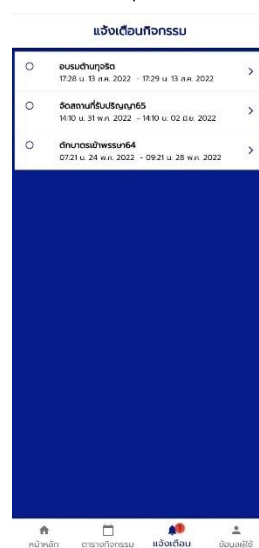 แจ้งเตือนกิจกรรม
อบรมต้านทุจริต
17:28 น. 13 ส.ค. 2022 - 17:29 น. 13 ส.ค. 2022
จัดสถานที่รับปริญญา65
14:10 น. 31 พ.ค. 2022 - 14:10 น. 02 มิ.ย. 2022
ตักบาตรเข้าพรรษา64
07:21 น. 24 พ.ค. 2022 - 09:21 น. 28 พ.ค. 2022
หน้าหลัก ตารางกิจกรรม แจ้งเตือน ข้อมูลผู้ใช้